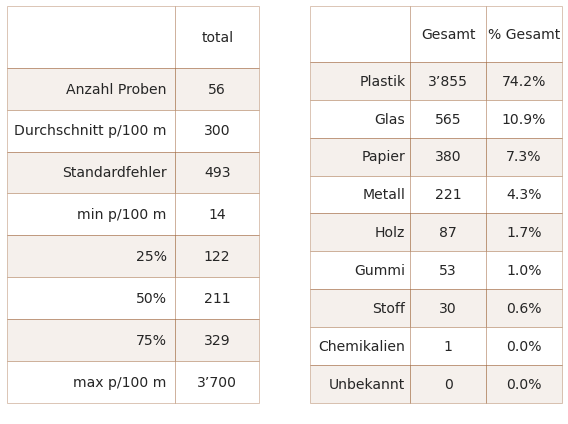 total
Anzahl Proben 56
Durchschnitt p/100 m 300
Standardfehler 493
min p/100 m 14
25% 122
50% 211
75% 329
max p/100 m 3’700
Gesamt % Gesamt
Plastik 3’855 74.2%
Glas 565 10.9%
Papier 380 7.3%
Metall 221 4.3%
Holz 87 1.7%
Gummi 53 1.0%
Stoff 30 0.6%
Chemikalien 1 0.0%
Unbekannt 0 0.0%